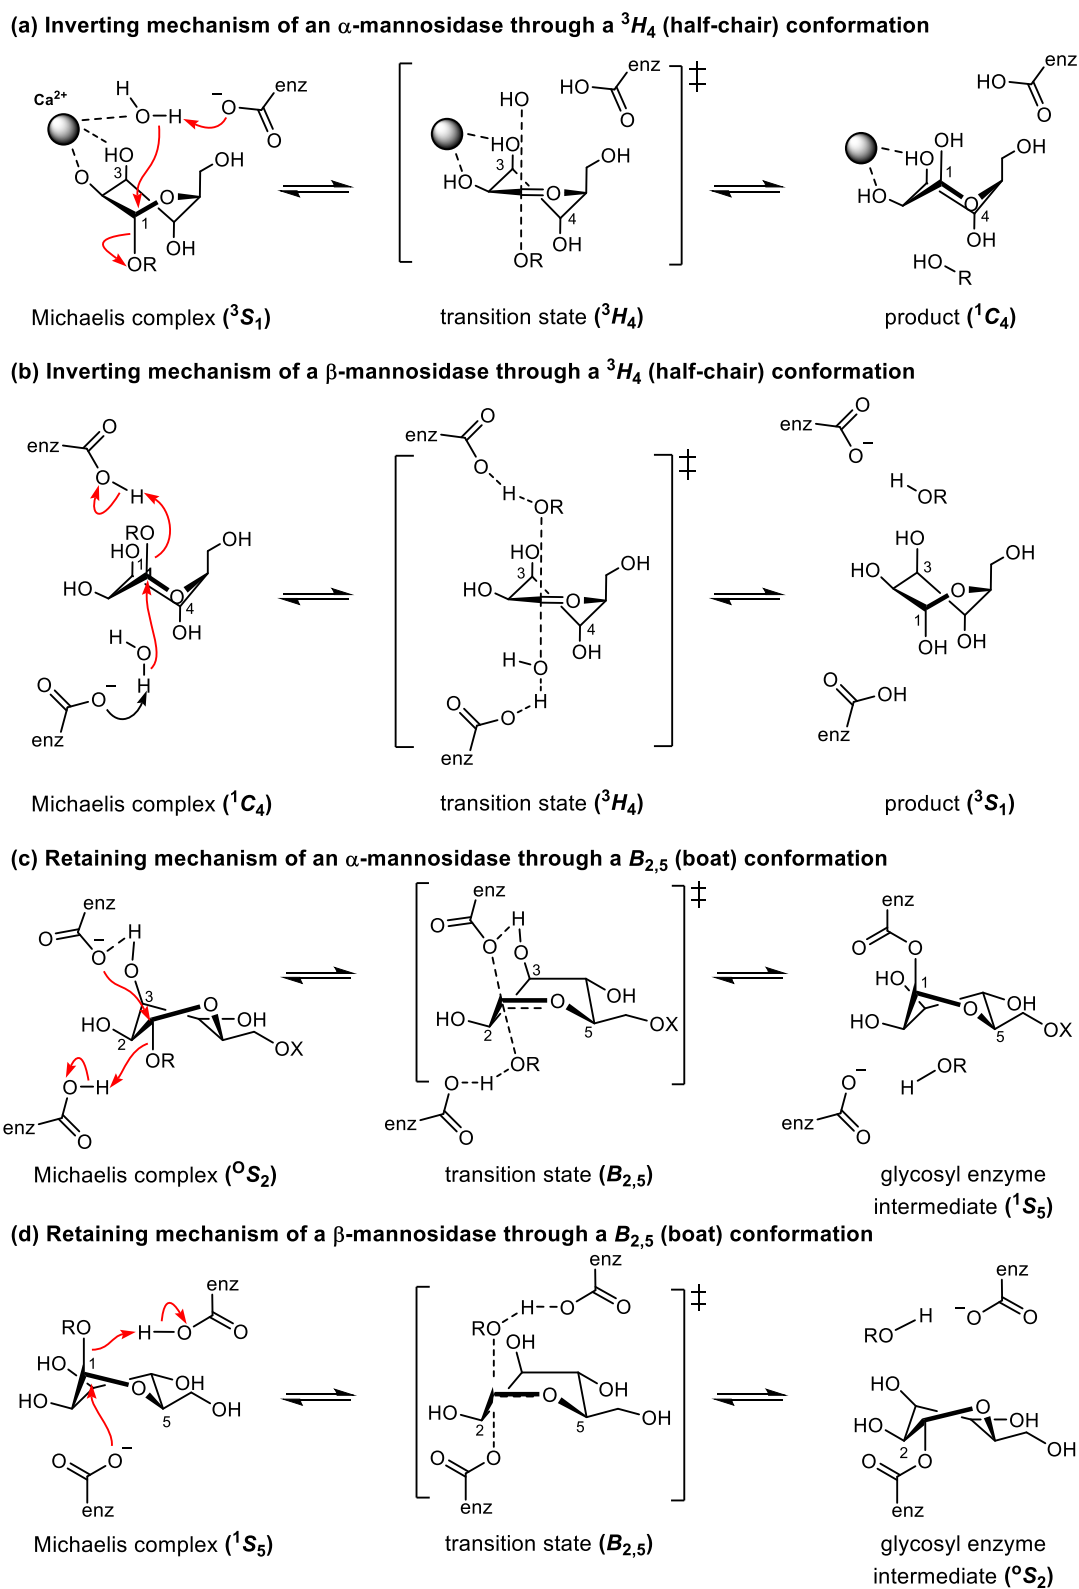 (a) Inverting mechanism of an α-mannosidase through a ³H₄ (half-chair) conformation
H
H
O
H
−
O
O
enz
Ca²⁺
HO
3
O
O
1
OH
OH
OR
HO
HO
O
enz
‡
HO
3
HO
O
OH
4
OH
OR
HO
O
enz
OH
HO
1
HO
O
4
OH
OH
HO
R
Michaelis complex (³S₁)
transition state (³H₄)
product (¹C₄)
(b) Inverting mechanism of a β-mannosidase through a ³H₄ (half-chair) conformation
O
enz
O
H
RO
HO
1
HO
O
4
OH
OH
H
O
H
O
O
−
enz
O
enz
O
H
OR
‡
HO
3
HO
O
OH
4
OH
H
O
H
O
O
enz
O
enz
O
−
H
OR
HO
3
HO
O
OH
1
OH
OH
O
OH
enz
Michaelis complex (¹C₄)
transition state (³H₄)
product (³S₁)
(c) Retaining mechanism of an α-mannosidase through a B₂,₅ (boat) conformation
enz
O
−
O
H
O
3
O
HO
2
OH
OR
OX
O
H
enz
O
enz
O
O
H
O
‡
3
OH
O
HO
2
5
OX
OR
O
H
enz
O
enz
O
O
HO
1
HO
O
OH
5
OX
O
−
H
OR
enz
O
Michaelis complex (ᴼS₂)
transition state (B₂,₅)
glycosyl enzyme
intermediate (¹S₅)
(d) Retaining mechanism of a β-mannosidase through a B₂,₅ (boat) conformation
enz
RO
H
O
O
HO
1
HO
O
OH
5
OH
O
O
−
enz
enz
H
O
O
RO
‡
OH
OH
O
HO
2
5
OH
O
O
enz
enz
H
RO
−
O
O
HO
O
HO
2
OH
OH
O
O
enz
Michaelis complex (¹S₅)
transition state (B₂,₅)
glycosyl enzyme
intermediate (ᵒS₂)